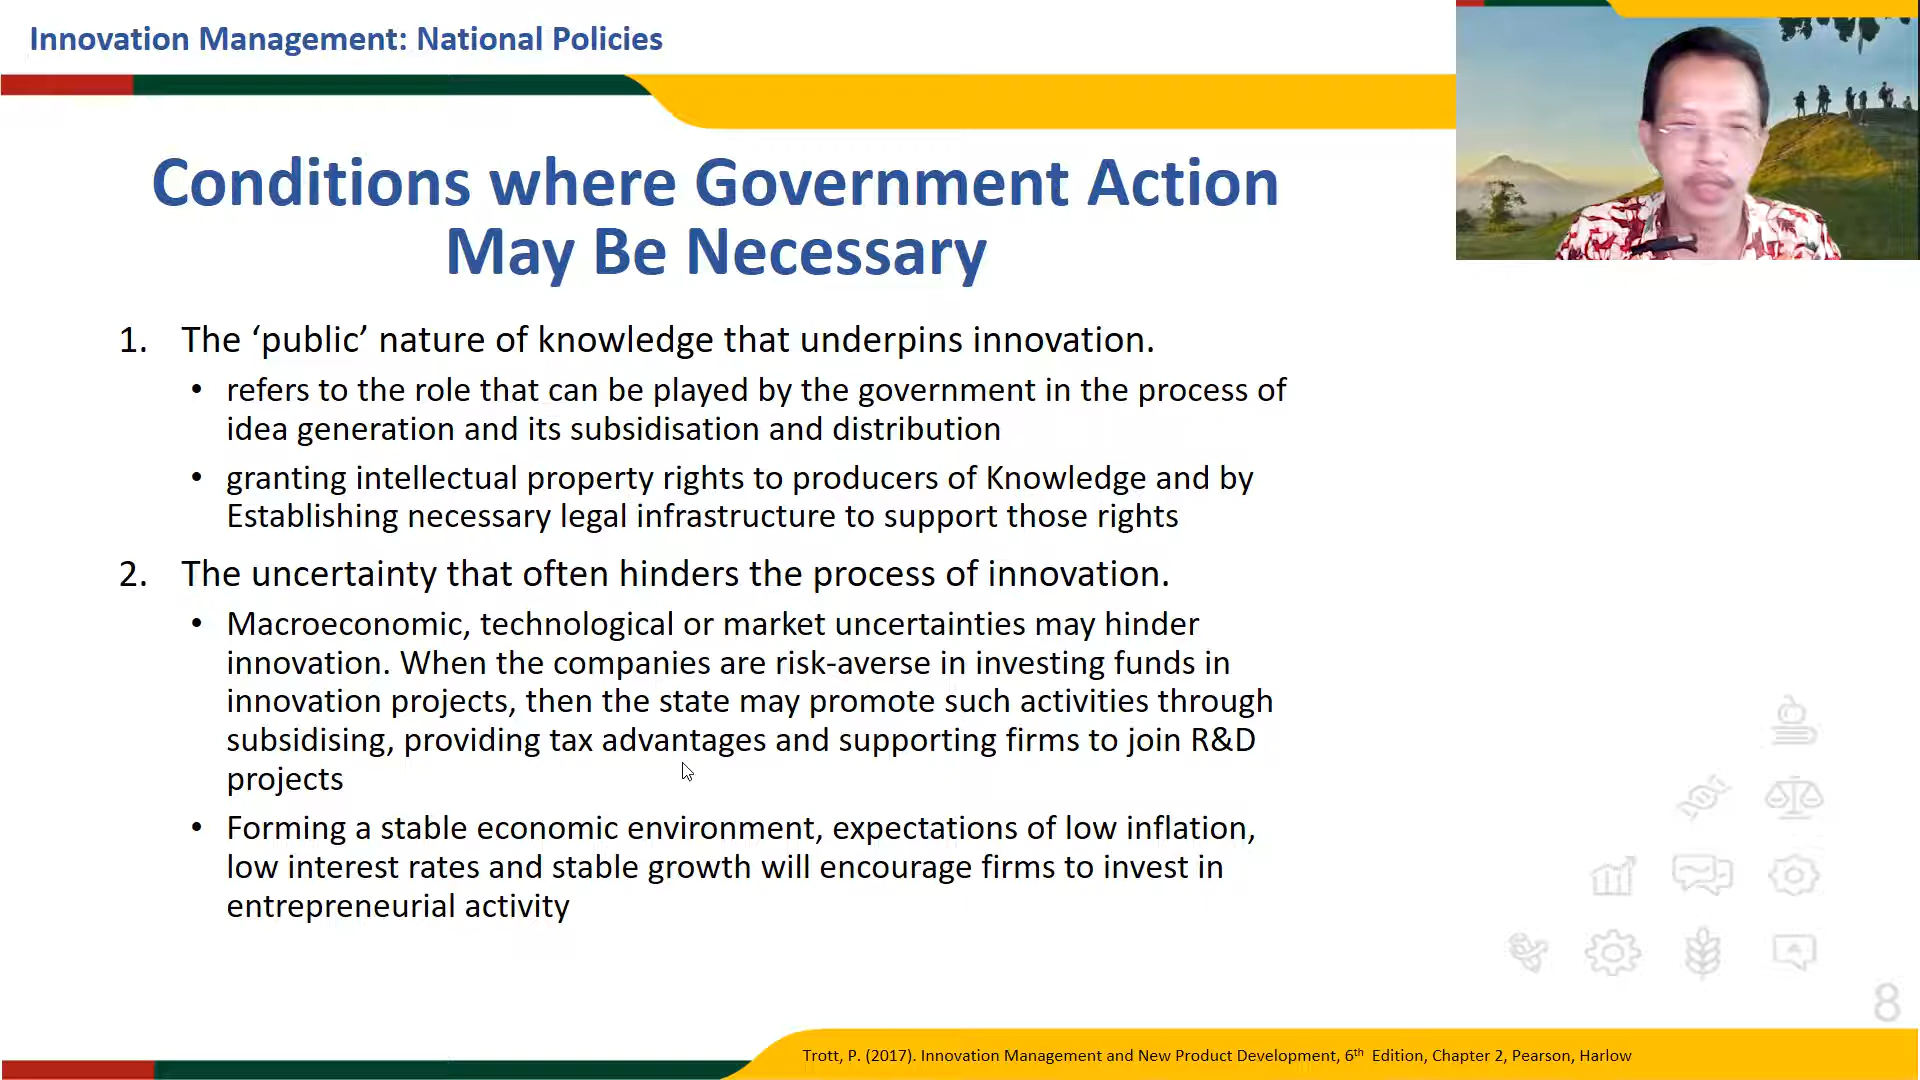 Innovation Management: National Policies
Conditions where Government Action
May Be Necessary
1. The ‘public’ nature of knowledge that underpins innovation.
• refers to the role that can be played by the government in the process of
idea generation and its subsidisation and distribution
• granting intellectual property rights to producers of Knowledge and by
Establishing necessary legal infrastructure to support those rights
2. The uncertainty that often hinders the process of innovation.
• Macroeconomic, technological or market uncertainties may hinder
innovation. When the companies are risk-averse in investing funds in
innovation projects, then the state may promote such activities through
subsidising, providing tax advantages and supporting firms to join R&D
projects
• Forming a stable economic environment, expectations of low inflation,
low interest rates and stable growth will encourage firms to invest in
entrepreneurial activity
8
Trott, P. (2017). Innovation Management and New Product Development, 6th Edition, Chapter 2, Pearson, Harlow